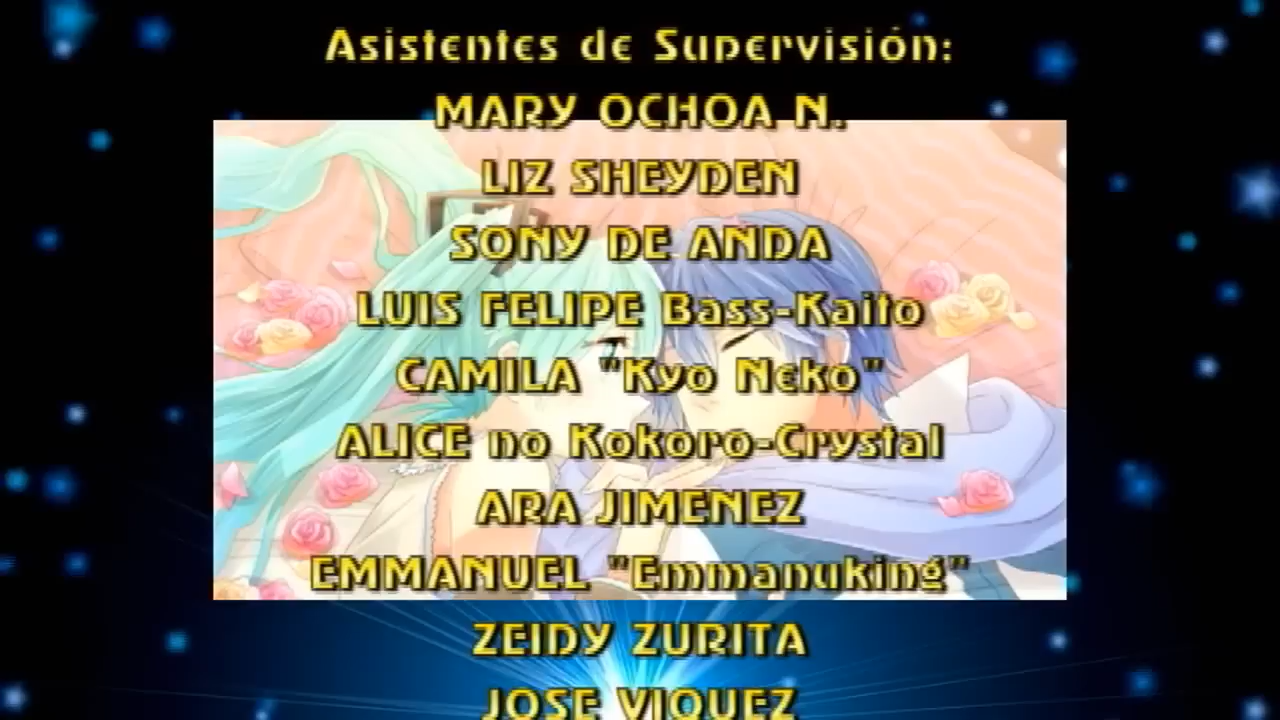 Asistentes de Supervisión:
MARY OCHOA N.
LIZ SHEYDEN
SONY DE ANDA
LUIS FELIPE Bass-Kaito
CAMILA "Kyo Neko"
ALICE no Kokoro-Crystal
ARA JIMENEZ
EMMANUEL "Emmanuking"
ZEIDY ZURITA
JOSE VIQUEZ